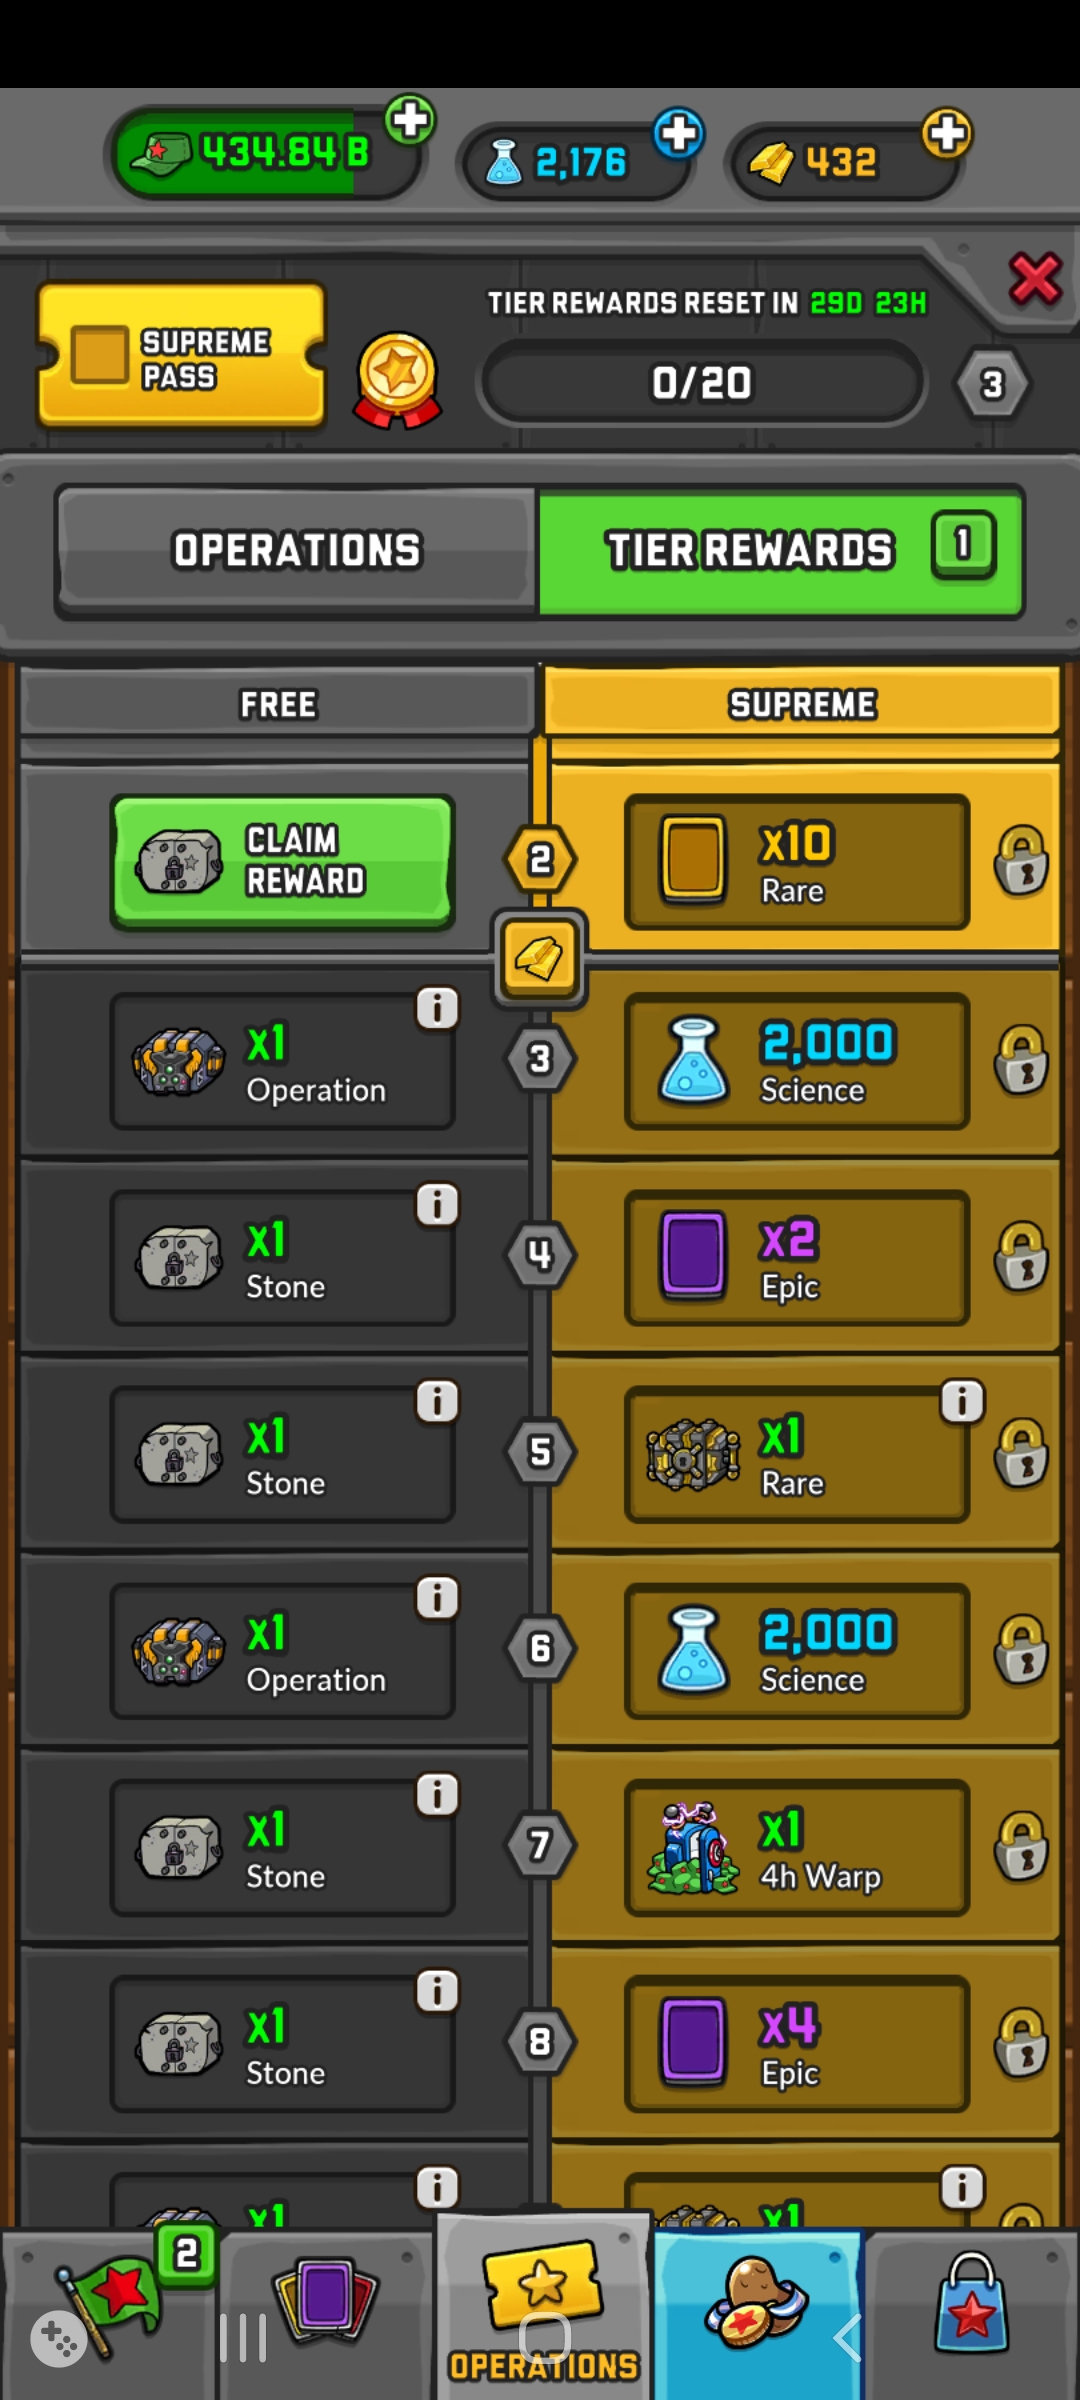 434.84 B
2,176
432
TIER REWARDS RESET IN 29D 23H
SUPREME
PASS
0/20
3
OPERATIONS
TIER REWARDS
1
FREE
SUPREME
CLAIM
REWARD
2
x10
Rare
x1
Operation
3
2,000
Science
x1
Stone
4
x2
Epic
x1
Stone
5
x1
Rare
x1
Operation
6
2,000
Science
x1
Stone
7
x1
4h Warp
x1
Stone
8
x4
Epic
x1
x1
2
OPERATIONS